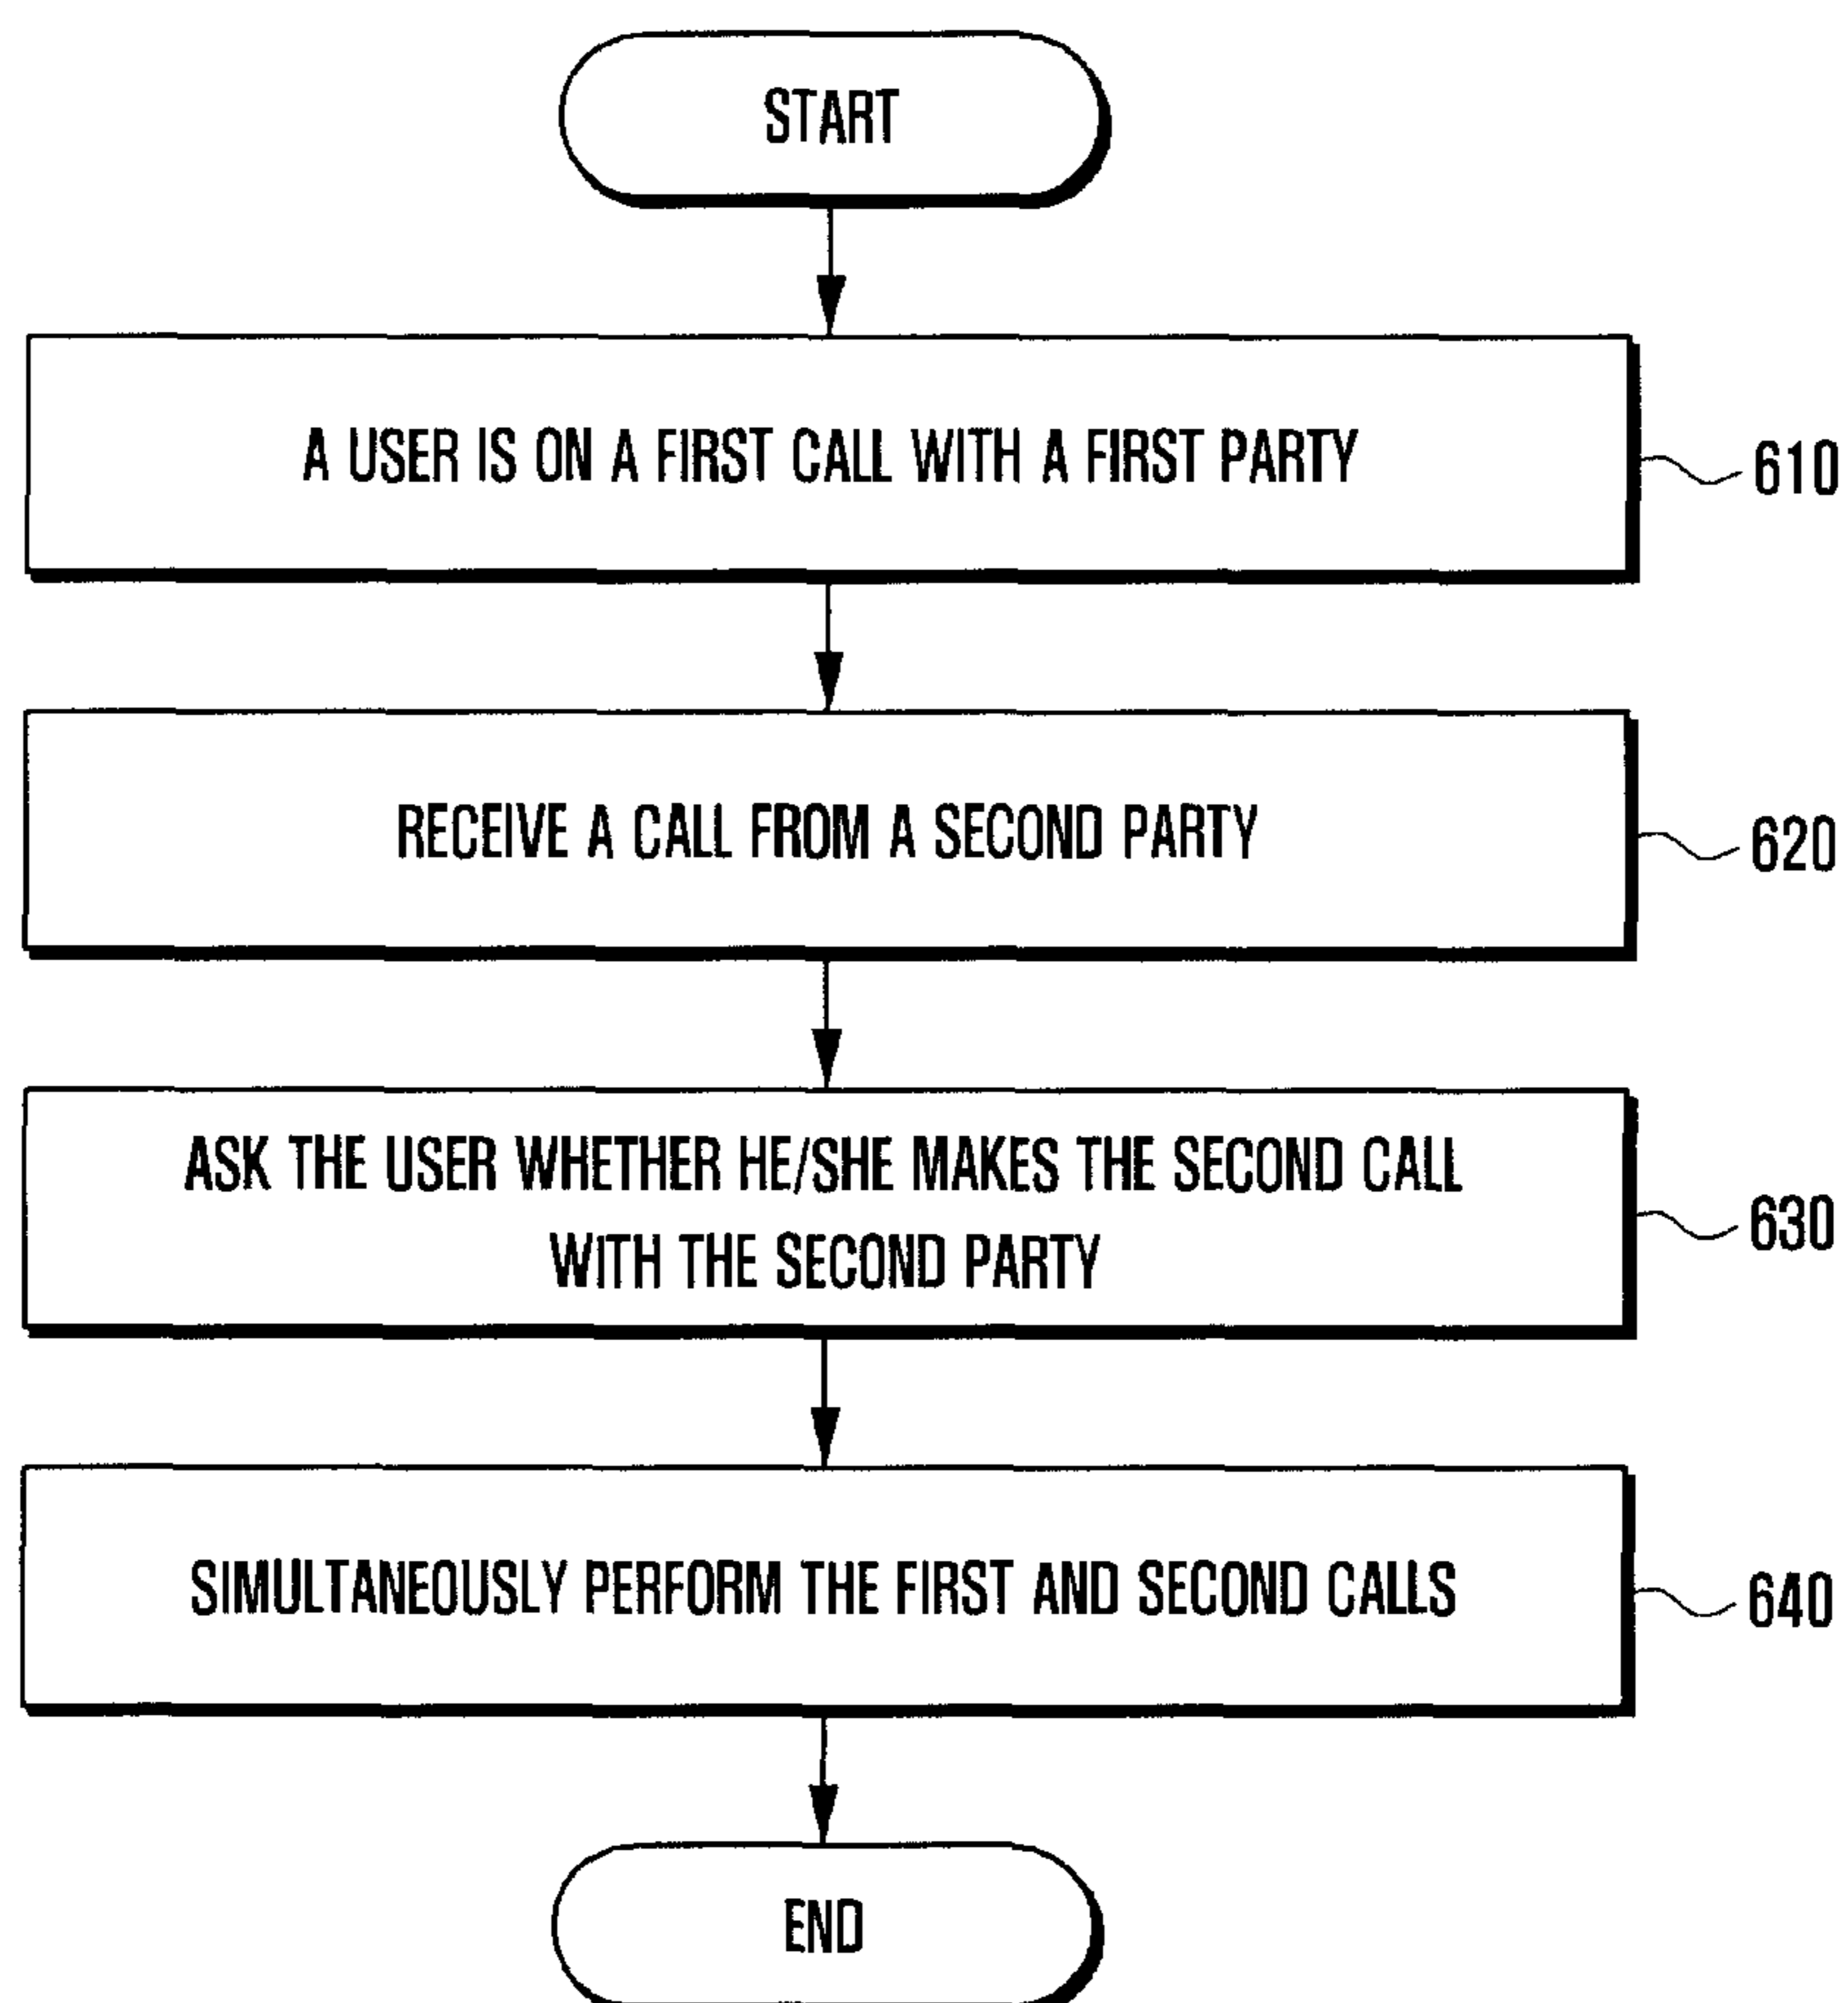 START
A USER IS ON A FIRST CALL WITH A FIRST PARTY
610
RECEIVE A CALL FROM A SECOND PARTY
620
ASK THE USER WHETHER HE/SHE MAKES THE SECOND CALL
WITH THE SECOND PARTY
630
SIMULTANEOUSLY PERFORM THE FIRST AND SECOND CALLS
640
END